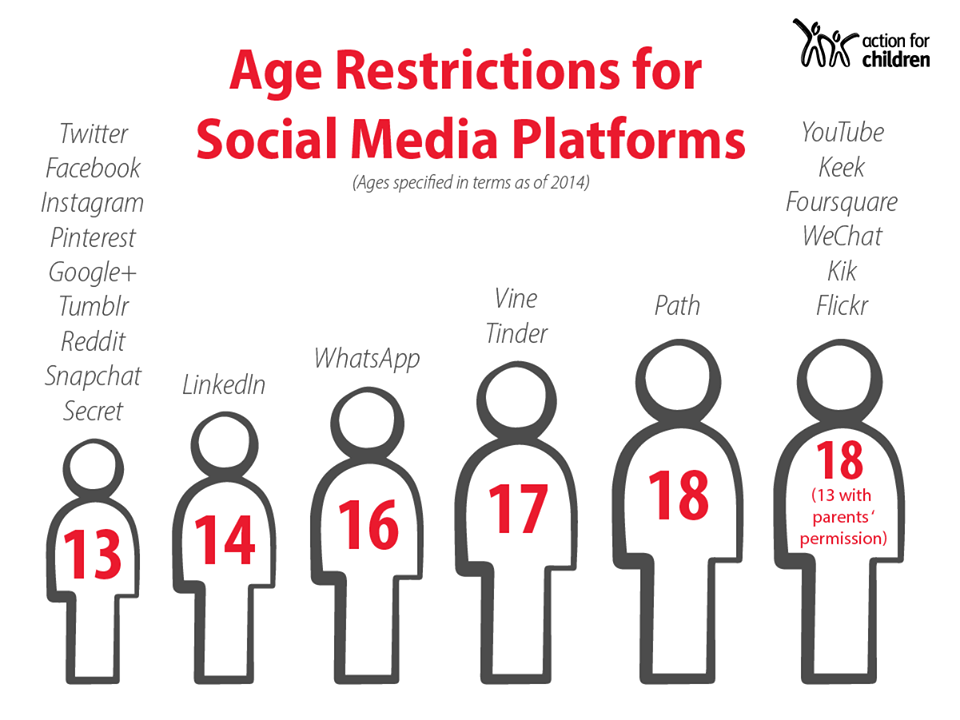 action for
children
Age Restrictions for
Social Media Platforms
(Ages specified in terms as of 2014)
Twitter
Facebook
Instagram
Pinterest
Google+
Tumblr
Reddit
Snapchat
Secret
13
LinkedIn
14
WhatsApp
16
Vine
Tinder
17
Path
18
YouTube
Keek
Foursquare
WeChat
Kik
Flickr
18
(13 with
parents‘
permission)